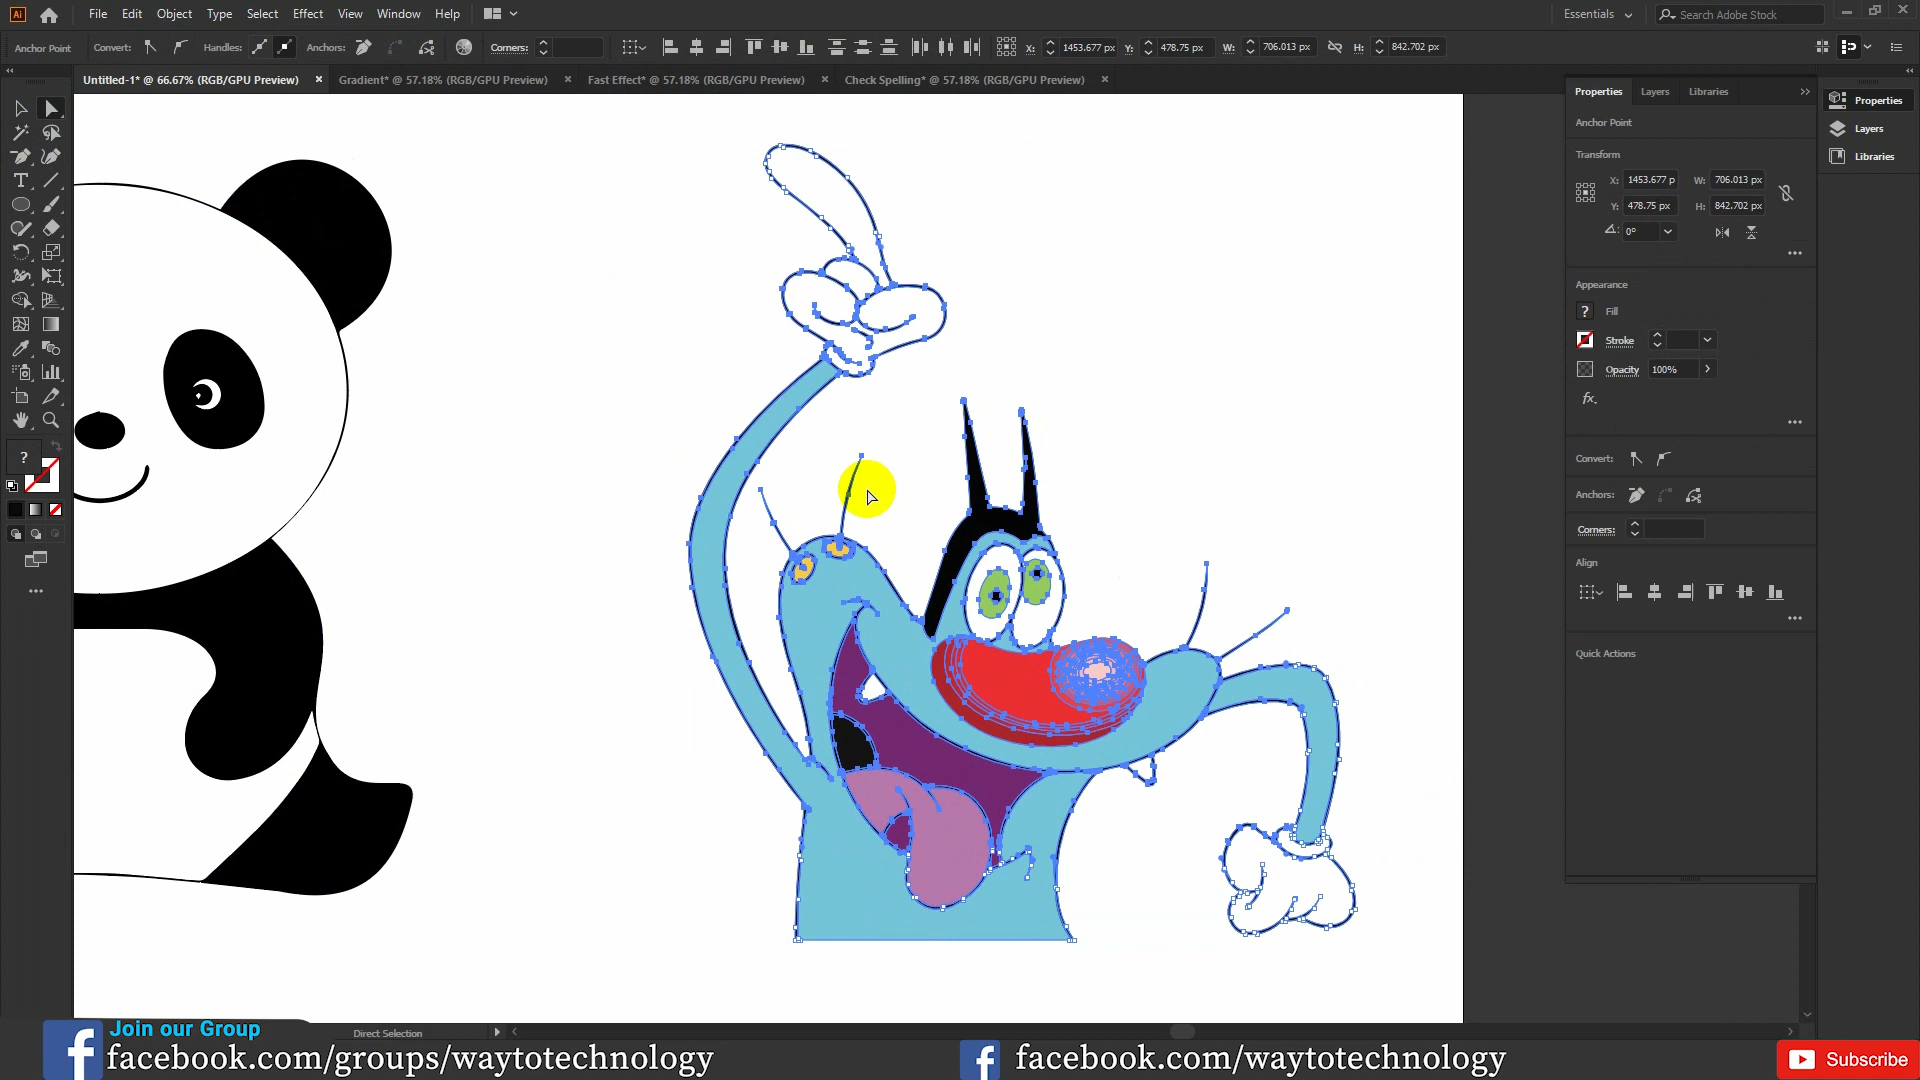 Ai File Edit Object Type Select Effect View Window Help Essentials Search Adobe Stock
Anchor Point Convert: Handles: Anchors: Corners: X: 1453.677 px Y: 478.75 px W: 706.013 px H: 842.702 px
Untitled-1* @ 66.67% (RGB/GPU Preview) × Gradient* @ 57.18% (RGB/GPU Preview) × Fast Effect* @ 57.18% (RGB/GPU Preview) × Check Spelling* @ 57.18% (RGB/GPU Preview) ×
Properties Layers Libraries
Properties
Layers
Libraries
Anchor Point
Transform
X: 1453.677 p W: 706.013 px
Y: 478.75 px H: 842.702 px
0°
Appearance
? Fill
Stroke
Opacity 100%
fx.
Convert:
Anchors:
Corners:
Align
Quick Actions
?
Direct Selection
Join our Group
facebook.com/groups/waytotechnology
facebook.com/waytotechnology
Subscribe